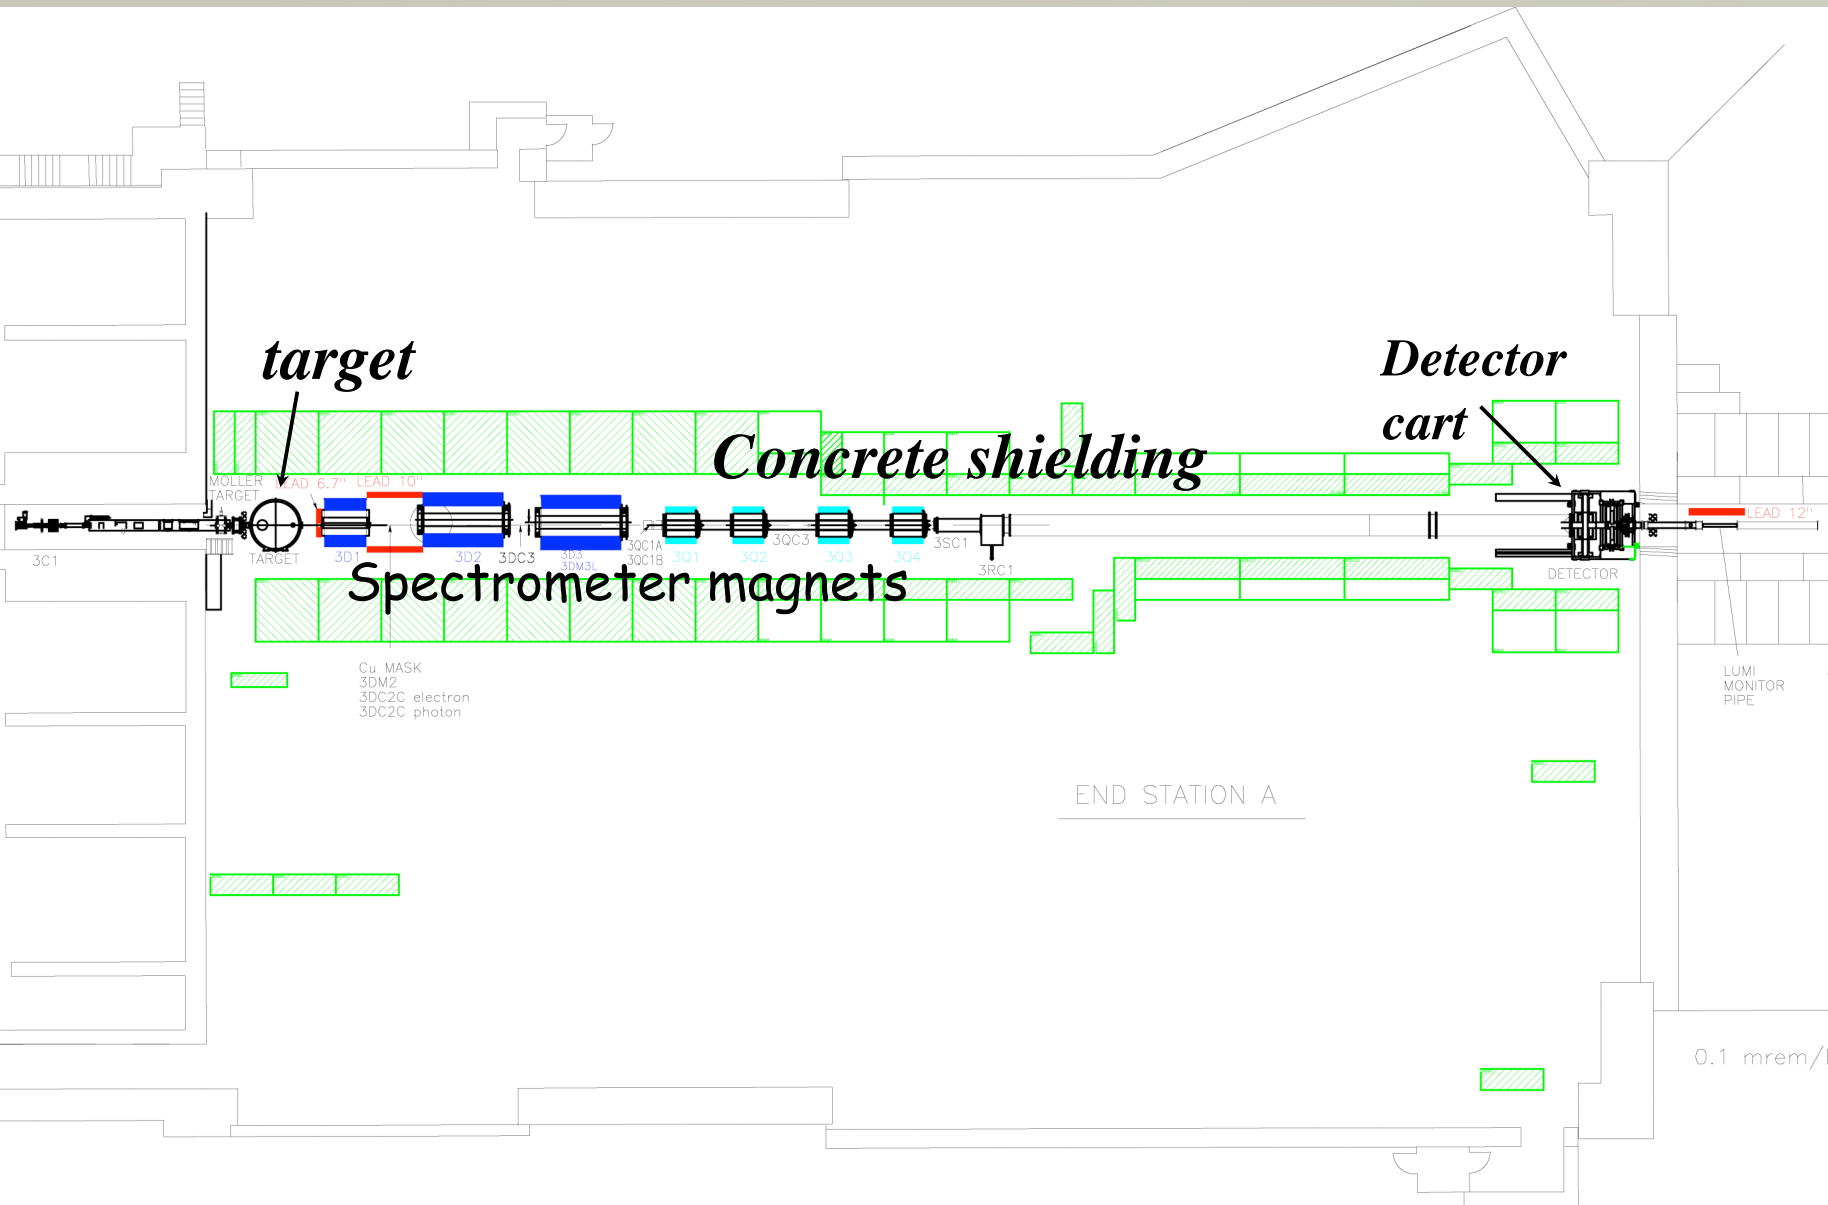 target
Detector
cart
Concrete shielding
MOLLER
TARGET
LEAD 6.7"
LEAD 10"
LEAD 12"
3C1
TARGET
3D1
3D2
3DC3
3D3
3DM3L
3QC1A
3QC1B
3Q1
3Q2
3QC3
3Q3
3Q4
3SC1
3RC1
DETECTOR
Spectrometer magnets
Cu MASK
3DM2
3DC2C electron
3DC2C photon
LUMI
MONITOR
PIPE
END STATION A
0.1 mrem/